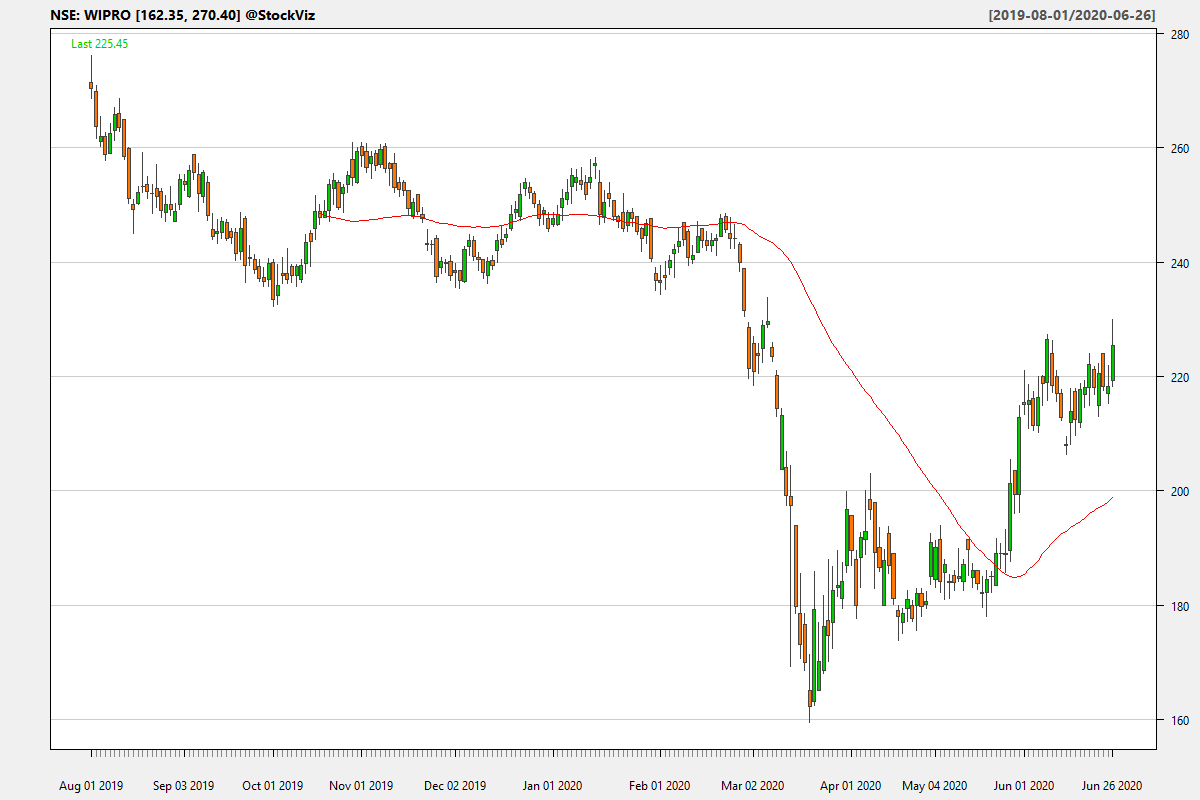 NSE: WIPRO [162.35, 270.40] @StockViz [2019-08-01/2020-06-26]
Last 225.45
280
260
240
220
200
180
160
Aug 01 2019 Sep 03 2019 Oct 01 2019 Nov 01 2019 Dec 02 2019 Jan 01 2020 Feb 01 2020 Mar 02 2020 Apr 01 2020 May 04 2020 Jun 01 2020 Jun 26 2020